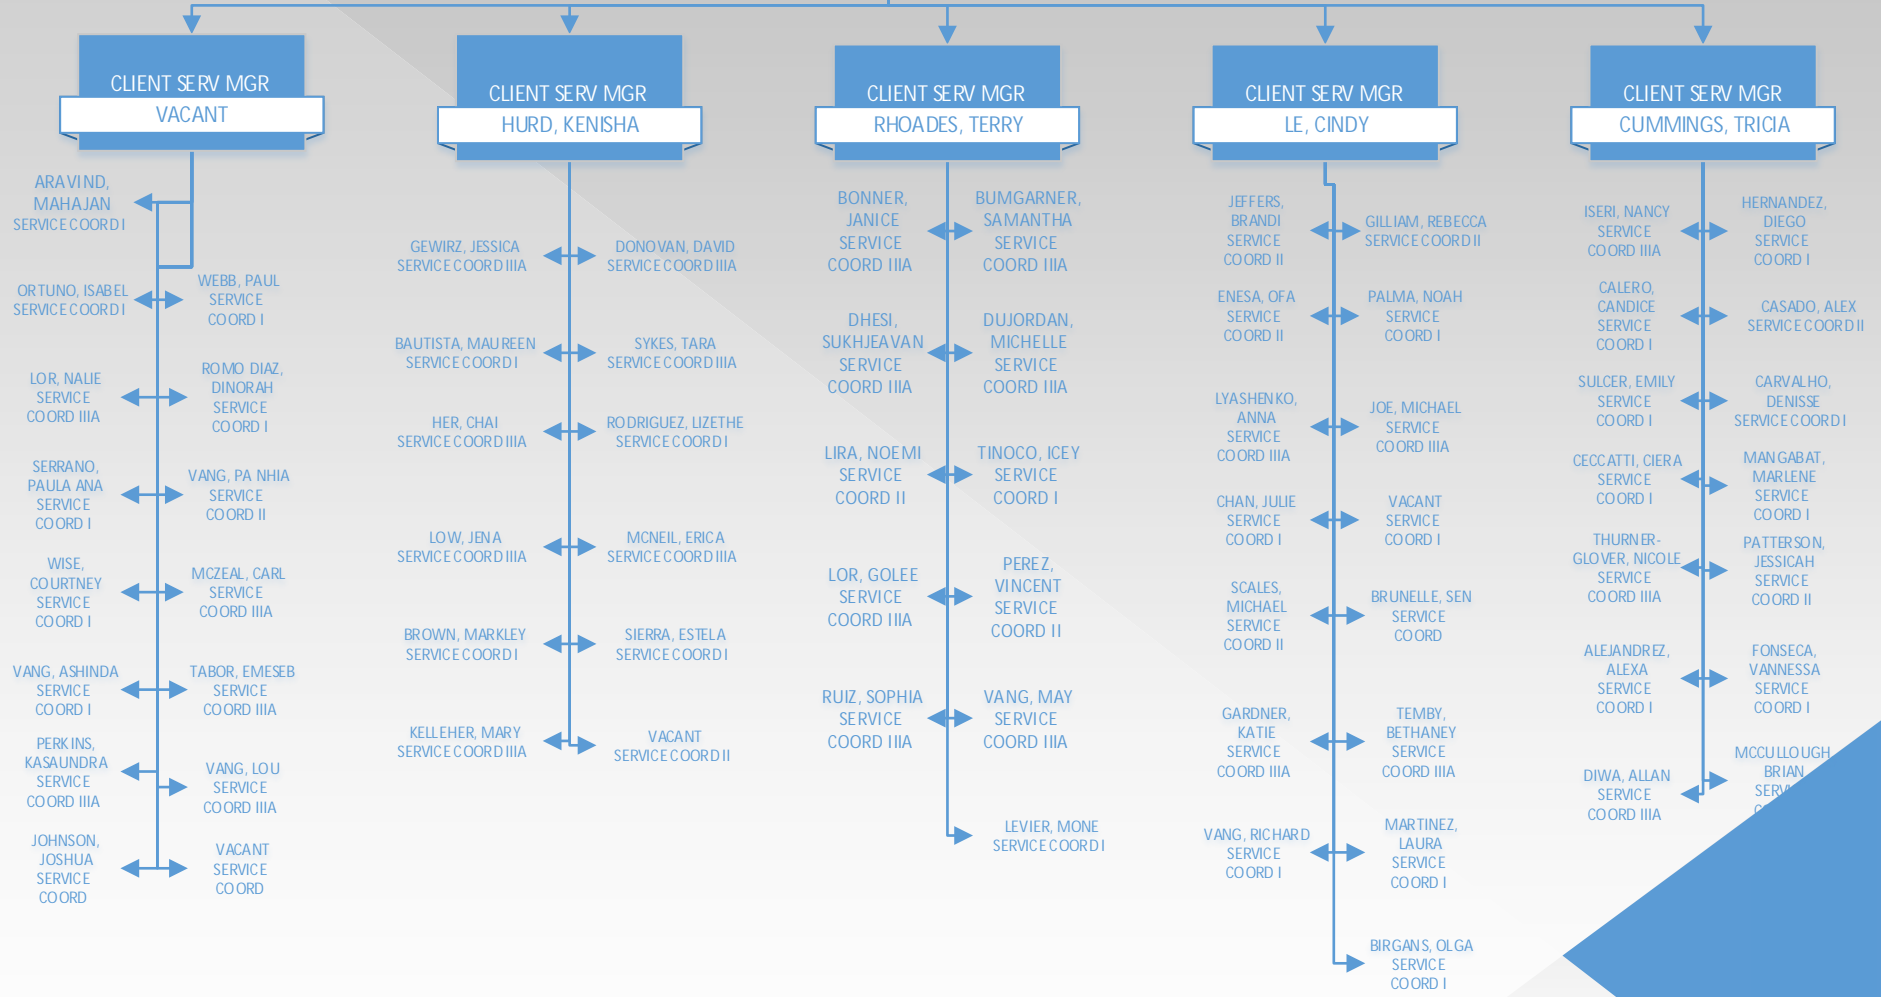 CLIENT SERV MGR
VACANT
ARAVIND,
MAHAJAN
SERVICE COORD I
ORTUNO, ISABEL
SERVICE COORD I
WEBB, PAUL
SERVICE
COORD I
LOR, NALIE
SERVICE
COORD IIIA
ROMO DIAZ,
DINORAH
SERVICE
COORD I
SERRANO,
PAULA ANA
SERVICE
COORD I
VANG, PA NHIA
SERVICE
COORD II
WISE,
COURTNEY
SERVICE
COORD I
MCZEAL, CARL
SERVICE
COORD IIIA
VANG, ASHINDA
SERVICE
COORD I
TABOR, EMESEB
SERVICE
COORD IIIA
PERKINS,
KASAUNDRA
SERVICE
COORD IIIA
VANG, LOU
SERVICE
COORD IIIA
JOHNSON,
JOSHUA
SERVICE
COORD
VACANT
SERVICE
COORD
CLIENT SERV MGR
HURD, KENISHA
GEWIRZ, JESSICA
SERVICE COORD IIIA
DONOVAN, DAVID
SERVICE COORD IIIA
BAUTISTA, MAUREEN
SERVICE COORD I
SYKES, TARA
SERVICE COORD IIIA
HER, CHAI
SERVICE COORD IIIA
RODRIGUEZ, LIZETHE
SERVICE COORD I
LOW, JENA
SERVICE COORD IIIA
MCNEIL, ERICA
SERVICE COORD IIIA
BROWN, MARKLEY
SERVICE COORD I
SIERRA, ESTELA
SERVICE COORD I
KELLEHER, MARY
SERVICE COORD IIIA
VACANT
SERVICE COORD II
CLIENT SERV MGR
RHOADES, TERRY
BONNER,
JANICE
SERVICE
COORD IIIA
BUMGARNER,
SAMANTHA
SERVICE
COORD IIIA
DHESI,
SUKHJEAVAN
SERVICE
COORD IIIA
DUJORDAN,
MICHELLE
SERVICE
COORD IIIA
LIRA, NOEMI
SERVICE
COORD II
TINOCO, ICEY
SERVICE
COORD I
LOR, GOLEE
SERVICE
COORD IIIA
PEREZ,
VINCENT
SERVICE
COORD II
RUIZ, SOPHIA
SERVICE
COORD IIIA
VANG, MAY
SERVICE
COORD IIIA
LEVIER, MONE
SERVICE COORD I
CLIENT SERV MGR
LE, CINDY
JEFFERS,
BRANDI
SERVICE
COORD II
GILLIAM, REBECCA
SERVICE COORD II
ENESA, OFA
SERVICE
COORD II
PALMA, NOAH
SERVICE
COORD I
LYASHENKO,
ANNA
SERVICE
COORD IIIA
JOE, MICHAEL
SERVICE
COORD IIIA
CHAN, JULIE
SERVICE
COORD I
VACANT
SERVICE
COORD I
SCALES,
MICHAEL
SERVICE
COORD II
BRUNELLE, SEN
SERVICE
COORD
GARDNER,
KATIE
SERVICE
COORD IIIA
TEMBY,
BETHANEY
SERVICE
COORD IIIA
VANG, RICHARD
SERVICE
COORD I
MARTINEZ,
LAURA
SERVICE
COORD I
BIRGANS, OLGA
SERVICE
COORD I
CLIENT SERV MGR
CUMMINGS, TRICIA
ISERI, NANCY
SERVICE
COORD IIIA
HERNANDEZ,
DIEGO
SERVICE
COORD I
CALERO,
CANDICE
SERVICE
COORD I
CASADO, ALEX
SERVICE COORD II
SULCER, EMILY
SERVICE
COORD I
CARVALHO,
DENISSE
SERVICE COORD I
CECCATTI, CIERA
SERVICE
COORD I
MANGABAT,
MARLENE
SERVICE
COORD I
THURNER-
GLOVER, NICOLE
SERVICE
COORD IIIA
PATTERSON,
JESSICAH
SERVICE
COORD II
ALEJANDREZ,
ALEXA
SERVICE
COORD I
FONSECA,
VANNESSA
SERVICE
COORD I
DIWA, ALLAN
SERVICE
COORD IIIA
MCCULLOUGH,
BRIAN